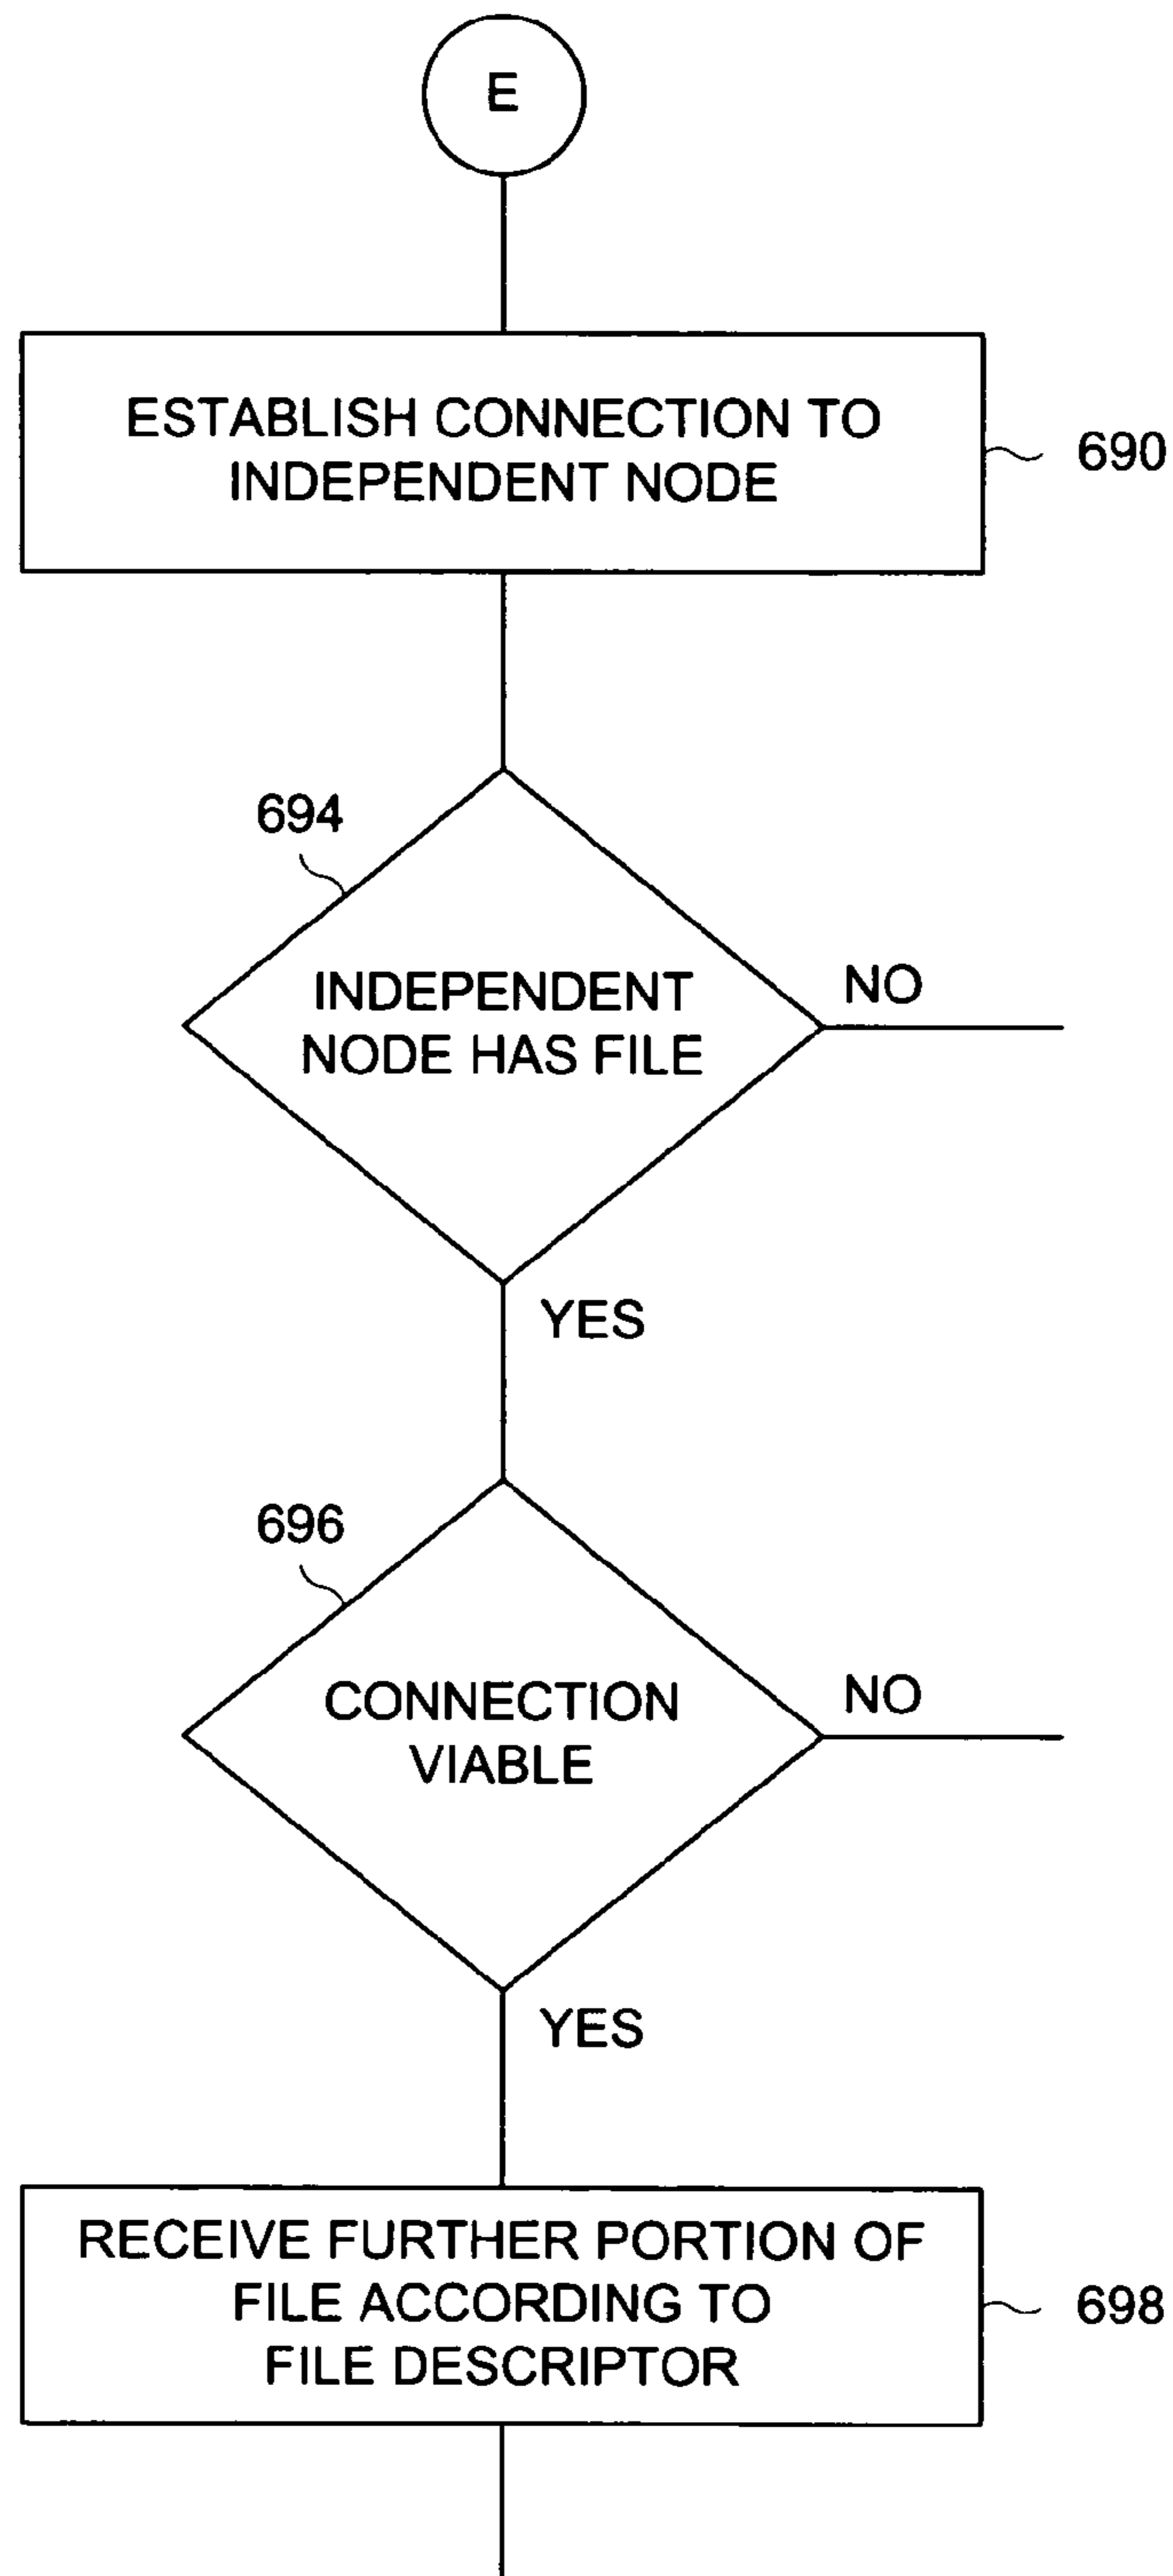 E
ESTABLISH CONNECTION TO
INDEPENDENT NODE
690
694
INDEPENDENT
NODE HAS FILE
NO
YES
696
CONNECTION
VIABLE
NO
YES
RECEIVE FURTHER PORTION OF
FILE ACCORDING TO
FILE DESCRIPTOR
698